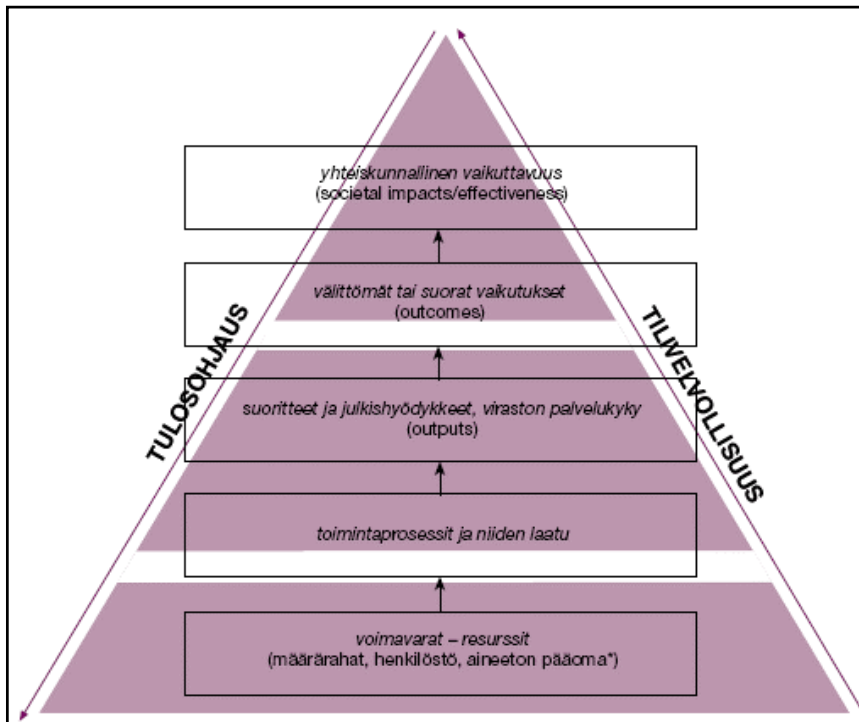 yhteiskunnallinen vaikuttavuus
(societal impacts/effectiveness)
välittömät tai suorat vaikutukset
(outcomes)
TULOSOHJAUS
TILIVELVOLLISUUS
suoritteet ja julkishyödykkeet, viraston palvelukyky
(outputs)
toimintaprosessit ja niiden laatu
voimavarat – resurssit
(määrärahat, henkilöstö, aineeton pääoma*)